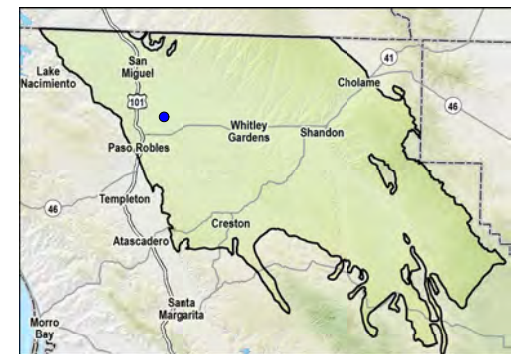 San
Miguel
Lake
Nacimiento
41
Cholame
101
46
Whitley
Gardens
Shandon
Paso Robles
Templeton
46
Creston
Atascadero
Santa
Margarita
Morro
Bay